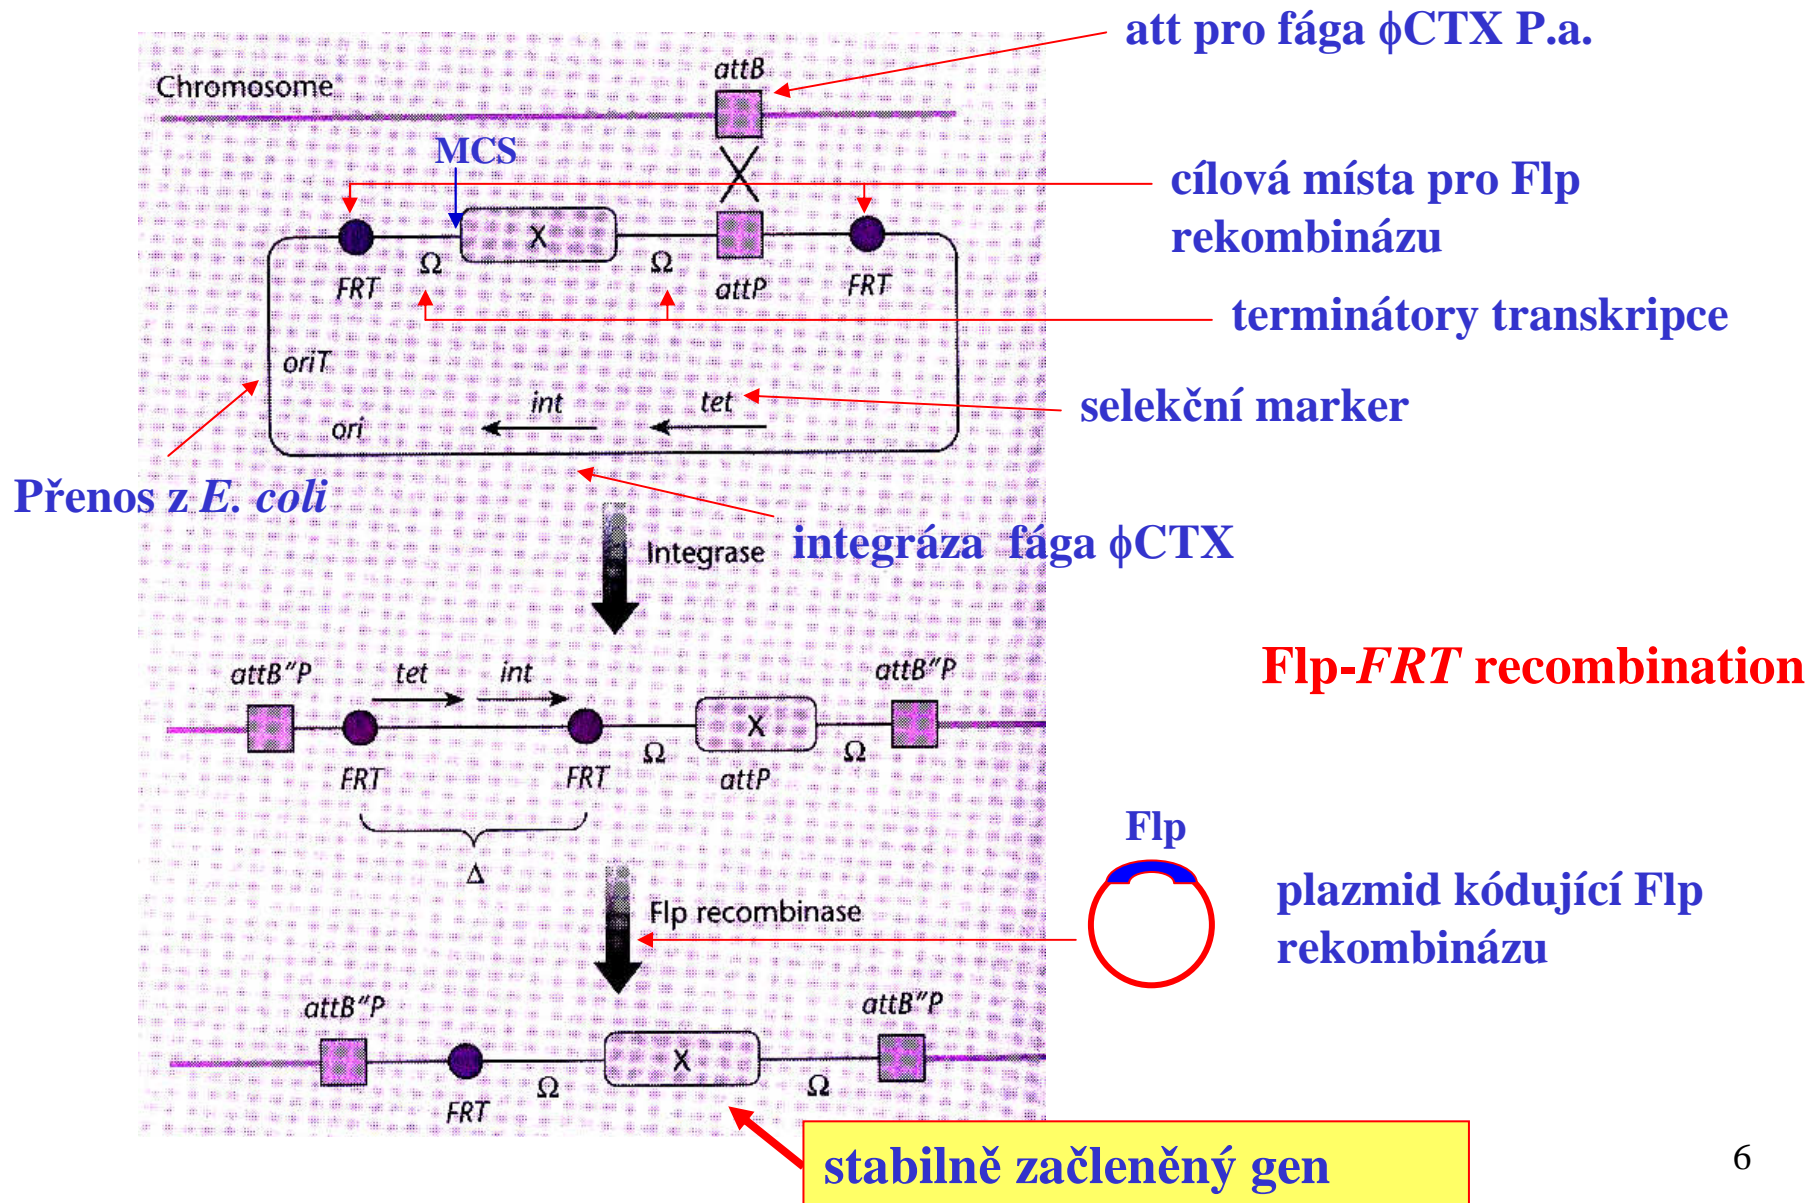 att pro fága ϕCTX P.a.
attB
Chromosome
MCS
cílová místa pro Flp
rekombinázu
X
Ω
Ω
FRT
attP
FRT
terminátory transkripce
oriT
int
tet
selekční marker
ori
Přenos z E. coli
Integrase
integráza fága ϕCTX
attB″P
tet
int
attB″P
Flp-FRT recombination
X
Ω
Ω
FRT
FRT
attP
Δ
Flp
Flp recombinase
plazmid kódující Flp
rekombinázu
attB″P
attB″P
X
Ω
Ω
FRT
stabilně začleněný gen
6